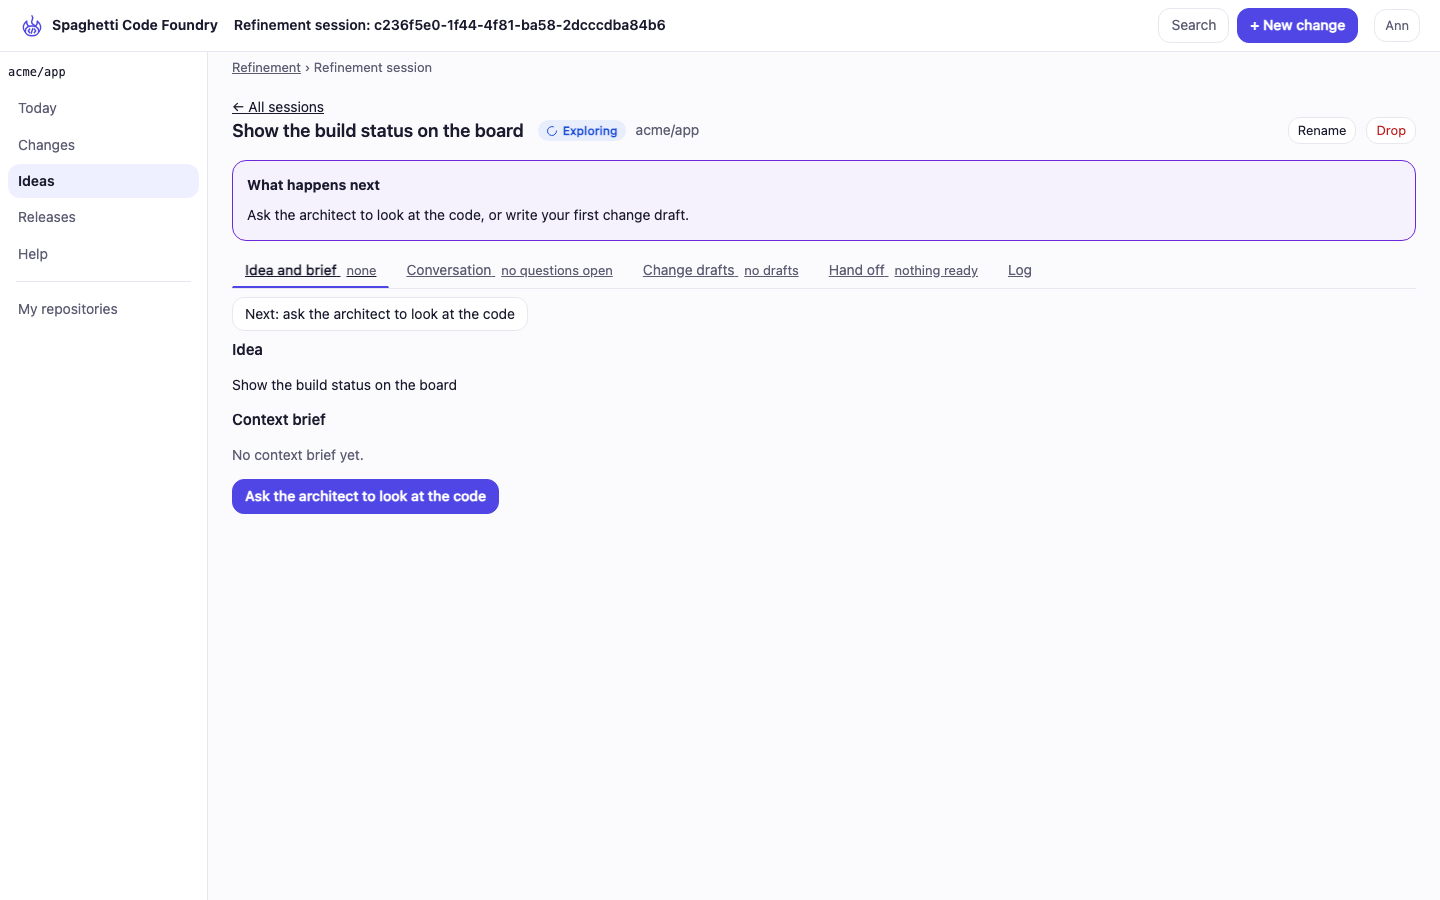 Spaghetti Code Foundry Refinement session: c236f5e0-1f44-4f81-ba58-2dcccdba84b6 Search + New change Ann
acme/app
Today
Changes
Ideas
Releases
Help
My repositories
Refinement › Refinement session
← All sessions
Show the build status on the board Exploring acme/app Rename Drop
What happens next
Ask the architect to look at the code, or write your first change draft.
Idea and brief none Conversation no questions open Change drafts no drafts Hand off nothing ready Log
Next: ask the architect to look at the code
Idea
Show the build status on the board
Context brief
No context brief yet.
Ask the architect to look at the code